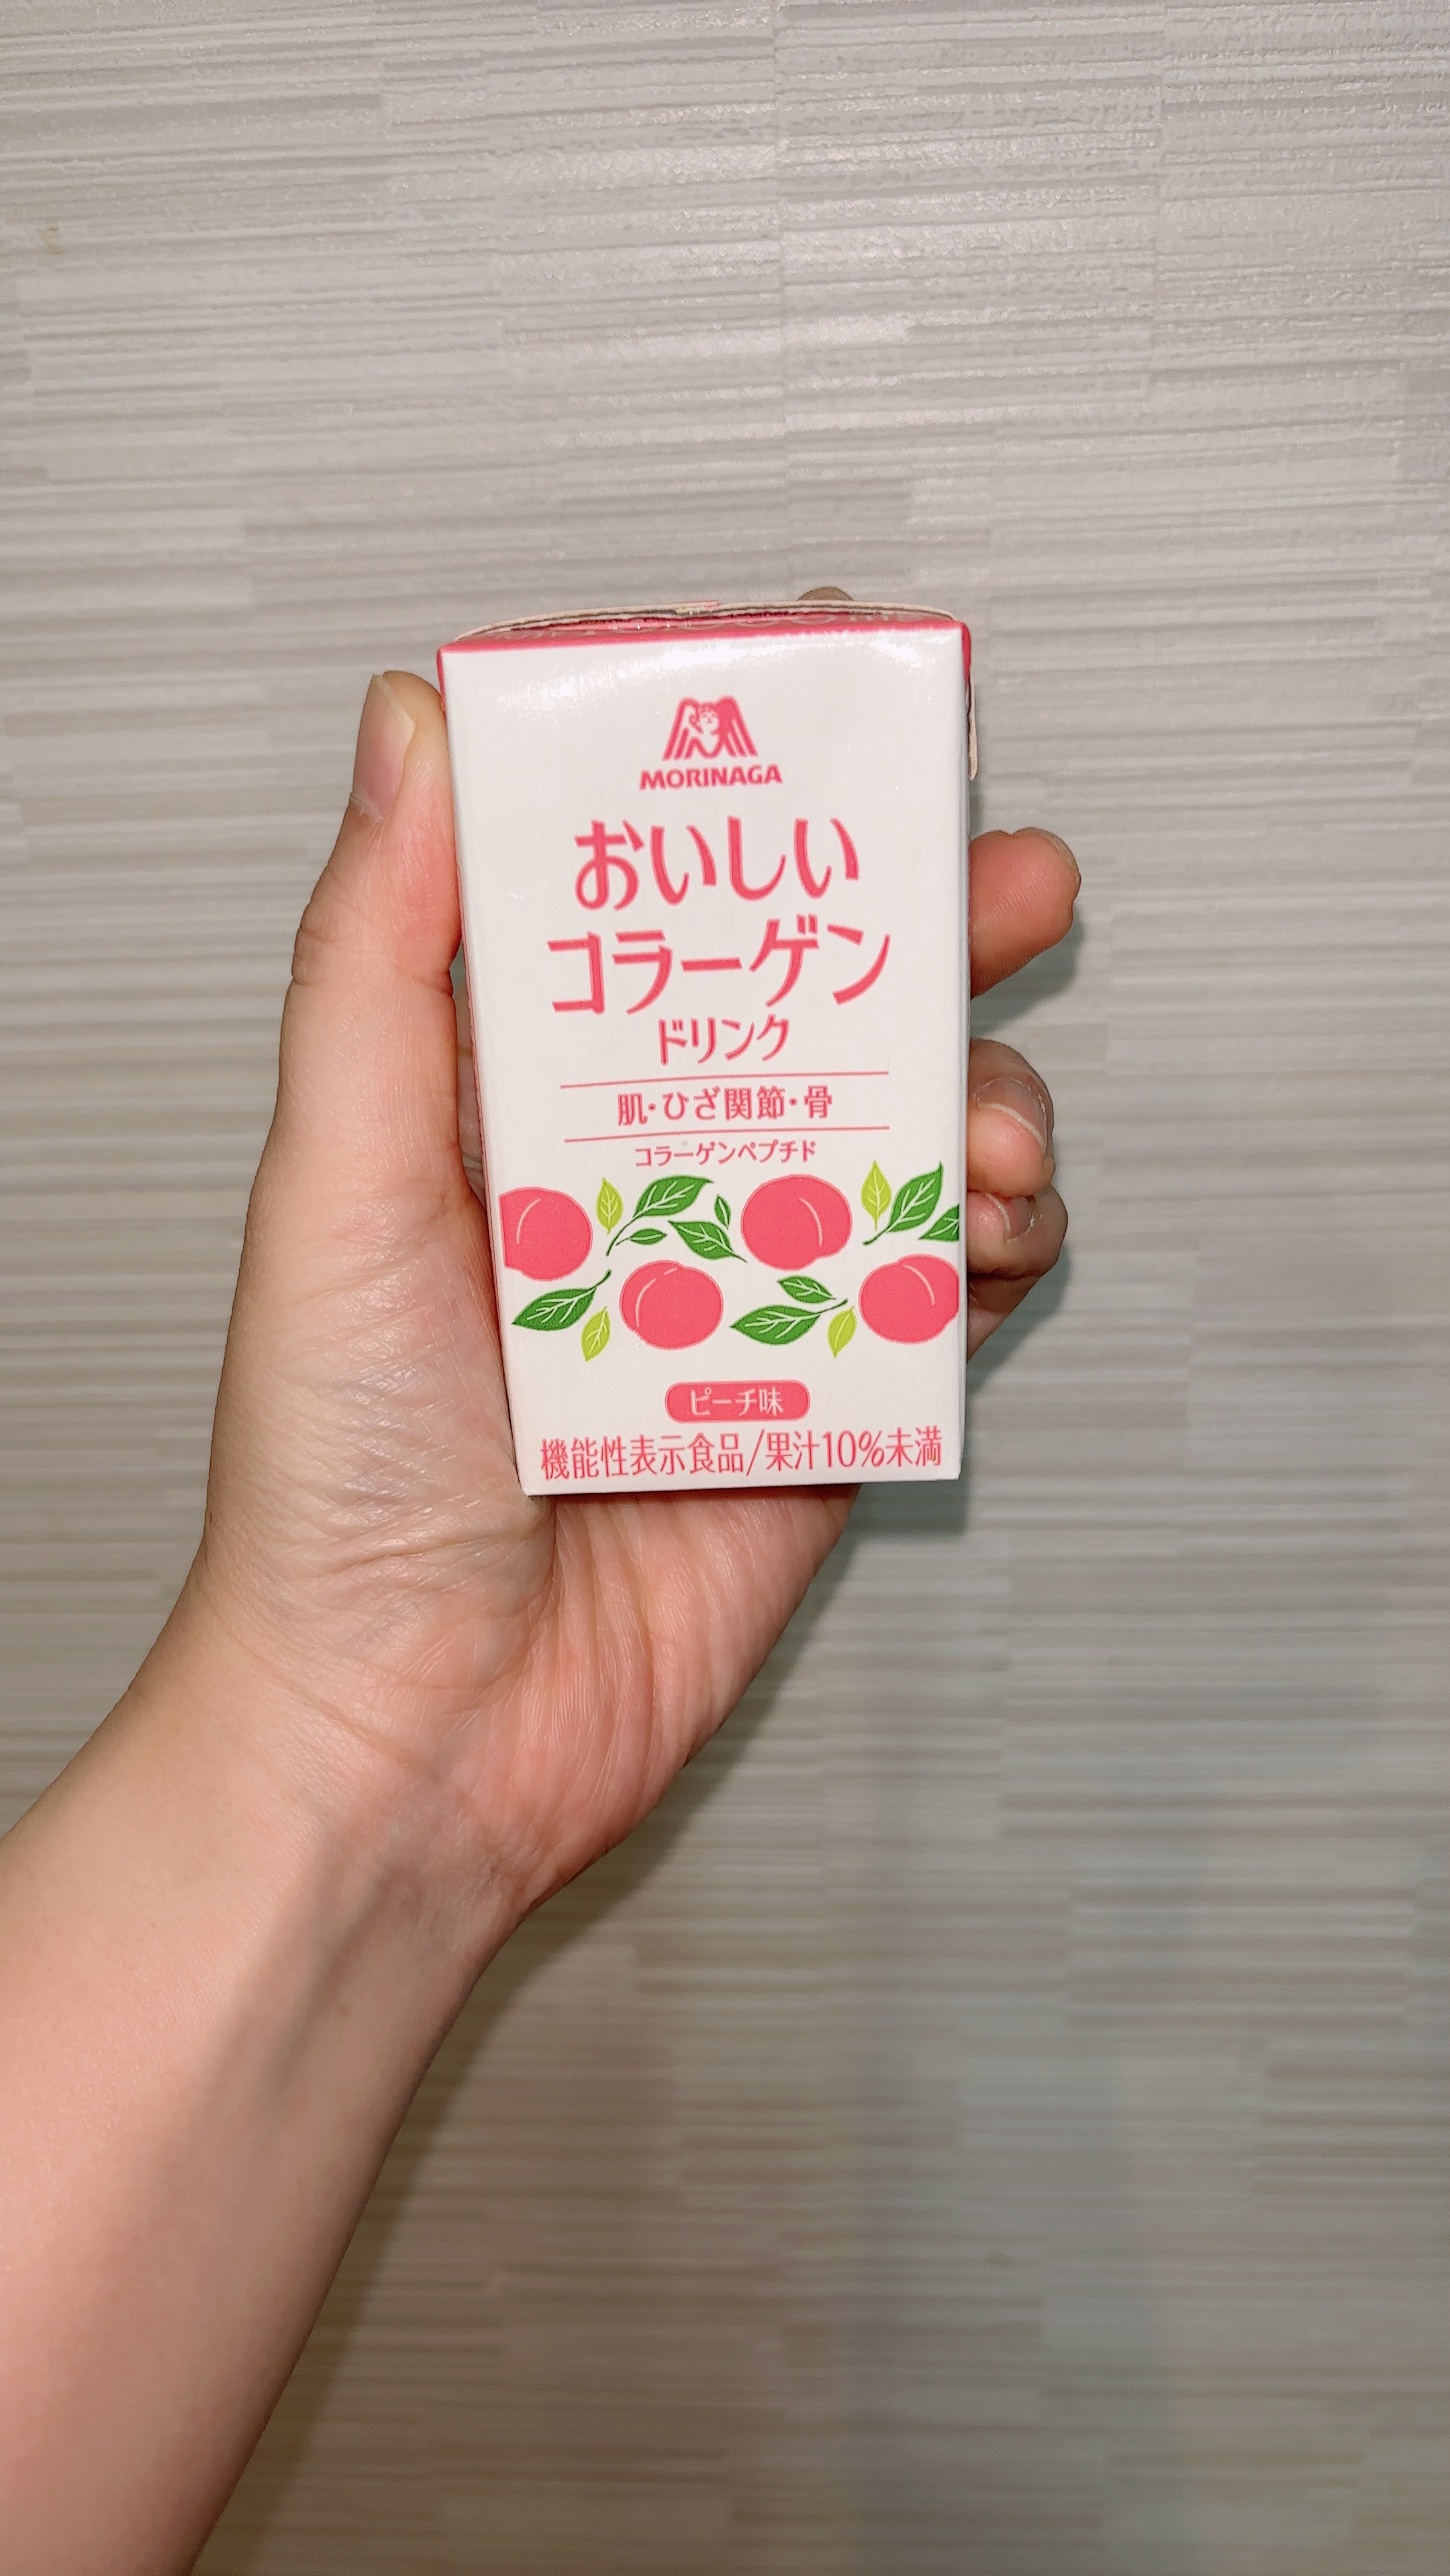 MORINAGA
おいしい
コラーゲン
ドリンク
肌・ひざ関節・骨
コラーゲンペプチド
ピーチ味
機能性表示食品/果汁10%未満